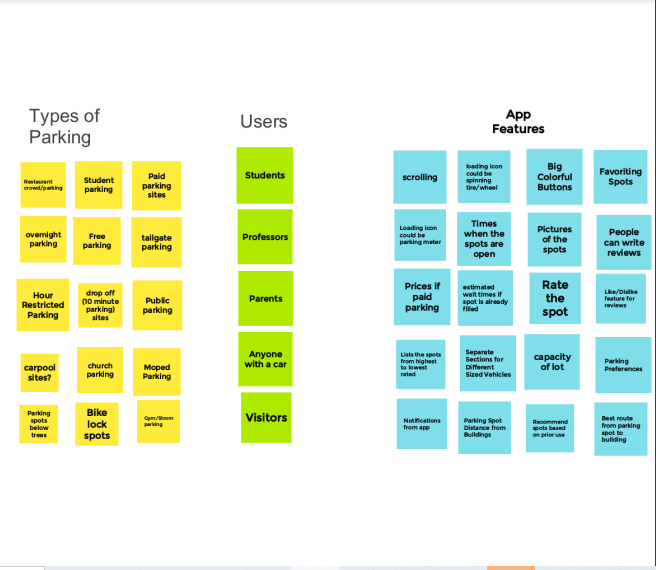 Types of
Parking
Restaurent
crowd/parking
Student
parking
Paid
parking
sites
overnight
parking
Free
parking
tailgate
parking
Hour
Restricted
Parking
drop off
(10 minute
parking)
sites
Public
parking
carpool
sites?
church
parking
Moped
Parking
Parking
spots
below
trees
Bike
lock
spots
Gym/Strom
parking
Users
Students
Professors
Parents
Anyone
with a car
Visitors
App
Features
scrolling
loading icon
could be
spinning
tire/wheel
Big
Colorful
Buttons
Favoriting
Spots
Loading icon
could be
parking meter
Times
when the
spots are
open
Pictures
of the
spots
People
can write
reviews
Prices if
paid
parking
estimated
wait times if
spot is already
filled
Rate
the
spot
Like/Dislike
feature for
reviews
Lists the spots
from highest
to lowest
rated
Separate
Sections for
Different
Sized Vehicles
capacity
of lot
Parking
Preferences
Notifications
from app
Parking Spot
Distance from
Buildings
Recommend
spots based
on prior use
Best route
from parking
spot to
building